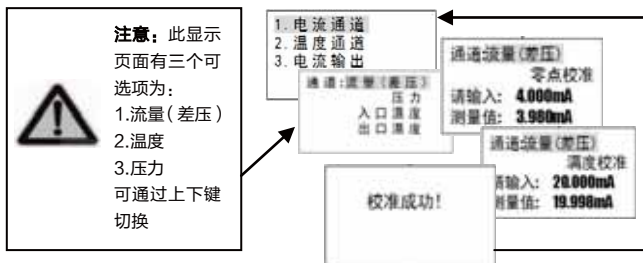 注意：此显示
页面有三个可
选项为：
1.流量（差压）
2.温度
3.压力
可通过上下键
切换
1.电流通道
2.温度通道
3.电流输出
通道:流量(差压)
压力
入口温度
出口温度
通道:流量(差压)
零点校准
请输入: 4.000mA
测量值: 3.980mA
通道:流量(差压)
满度校准
请输入: 20.000mA
测量值: 19.998mA
校准成功!